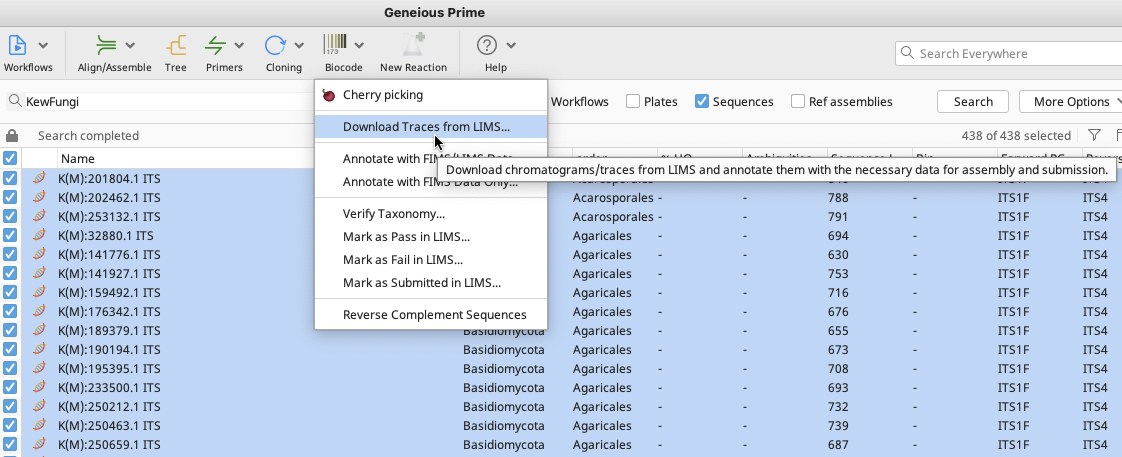 Geneious Prime
Workflows Align/Assemble Tree Primers Cloning 173 Biocode New Reaction ? Help Search Everywhere
KewFungi Workflows Plates Sequences Ref assemblies Search More Options
Search completed 438 of 438 selected
Name order
Cherry picking
Download Traces from LIMS...
Annotate with FIMS/LIMS Data
Download chromatograms/traces from LIMS and annotate them with the necessary data for assembly and submission.
Annotate with FIMS Data Only...
Verify Taxonomy...
Mark as Pass in LIMS...
Mark as Fail in LIMS...
Mark as Submitted in LIMS...
Reverse Complement Sequences
K(M):201804.1 ITS
K(M):202462.1 ITS Acarosporales - - 788 - ITS1F ITS4
K(M):253132.1 ITS Acarosporales - - 791 - ITS1F ITS4
K(M):32880.1 ITS Agaricales - - 694 - ITS1F ITS4
K(M):141776.1 ITS Agaricales - - 630 - ITS1F ITS4
K(M):141927.1 ITS Agaricales - - 753 - ITS1F ITS4
K(M):159492.1 ITS Agaricales - - 716 - ITS1F ITS4
K(M):176342.1 ITS Agaricales - - 676 - ITS1F ITS4
K(M):189379.1 ITS Basidiomycota Agaricales - - 655 - ITS1F ITS4
K(M):190194.1 ITS Basidiomycota Agaricales - - 673 - ITS1F ITS4
K(M):195395.1 ITS Basidiomycota Agaricales - - 708 - ITS1F ITS4
K(M):233500.1 ITS Basidiomycota Agaricales - - 693 - ITS1F ITS4
K(M):250212.1 ITS Basidiomycota Agaricales - - 732 - ITS1F ITS4
K(M):250463.1 ITS Basidiomycota Agaricales - - 739 - ITS1F ITS4
K(M):250659.1 ITS Basidiomycota Agaricales - - 687 - ITS1F ITS4